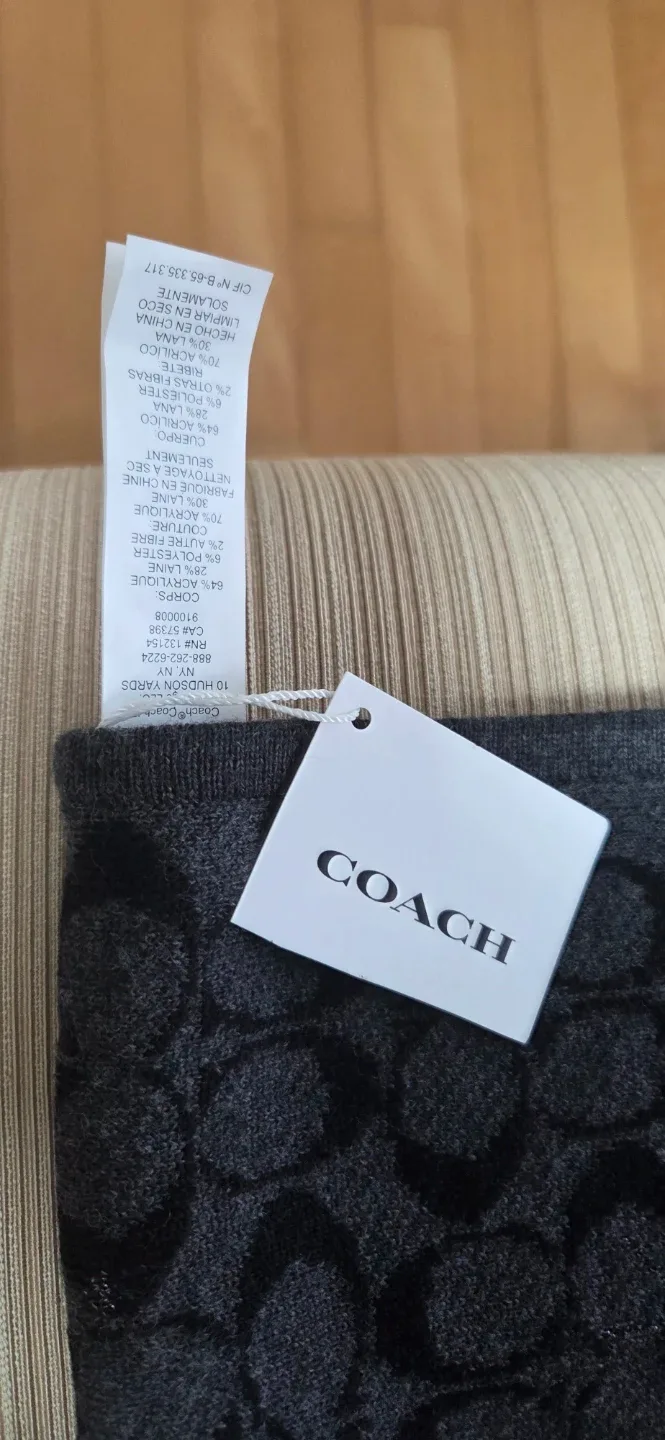 Coach®
10 HUDSON YARDS
NY, NY
888-262-6224
RN# 132154
CA# 57398
9100008
CORPS:
64% ACRYLIQUE
28% LAINE
6% POLYESTER
2% AUTRE FIBRE
COUTURE:
70% ACRYLIQUE
30% LAINE
FABRIQUÉ EN CHINE
NETTOYAGE A SEC
SEULEMENT
CUERPO:
64% ACRÍLICO
28% LANA
6% POLIESTER
2% OTRAS FIBRAS
RIBETE:
70% ACRÍLICO
30% LANA
HECHO EN CHINA
LIMPIAR EN SECO
SOLAMENTE
CIF Nº B-65.335.317
COACH